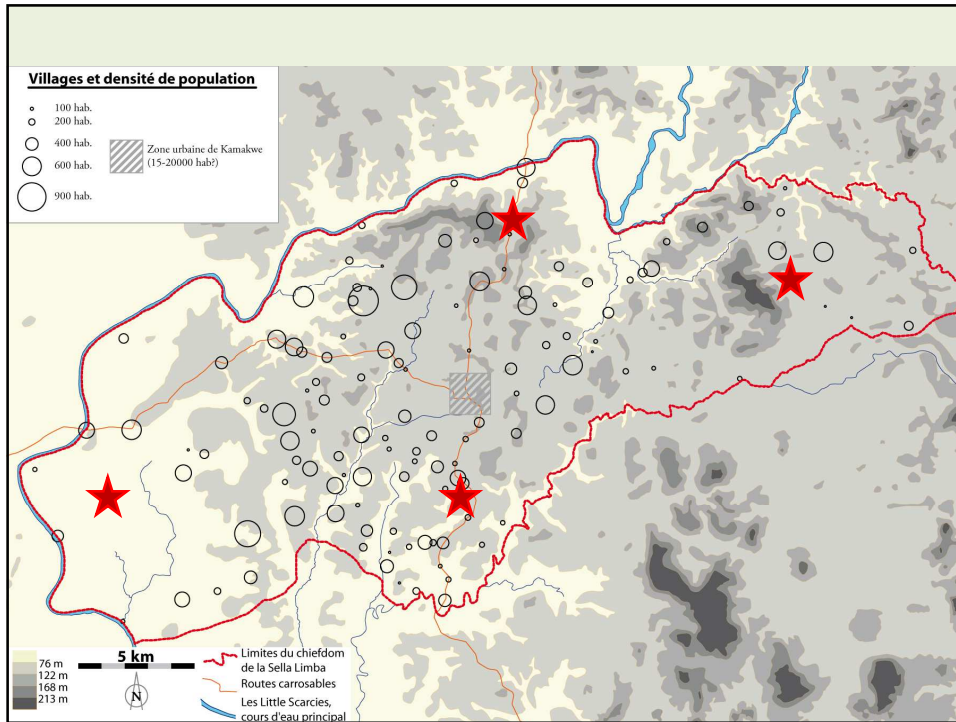 Villages et densité de population
100 hab.
200 hab.
400 hab.
600 hab.
900 hab.
Zone urbaine de Kamakwe
(15-20000 hab?)
76 m
122 m
168 m
213 m
5 km
N
Limites du chiefdom
de la Sella Limba
Routes carrosables
Les Little Scarcies,
cours d'eau principal